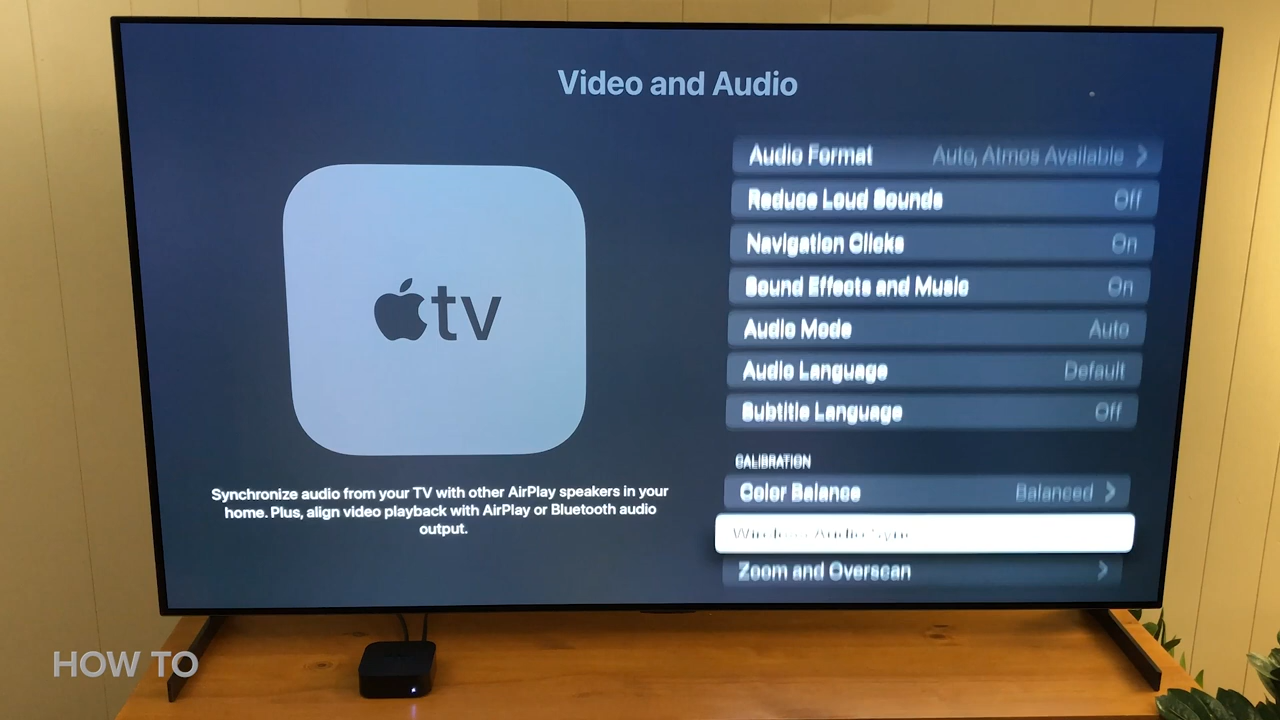 Video and Audio
Audio Format Auto, Atmos Available
Reduce Loud Sounds Off
Navigation Clicks On
Sound Effects and Music On
Audio Mode Auto
Audio Language Default
Subtitle Language Off
CALIBRATION
Color Balance Balanced
Wireless Audio Sync
Zoom and Overscan
tv
Synchronize audio from your TV with other AirPlay speakers in your
home. Plus, align video playback with AirPlay or Bluetooth audio
output.
HOW TO